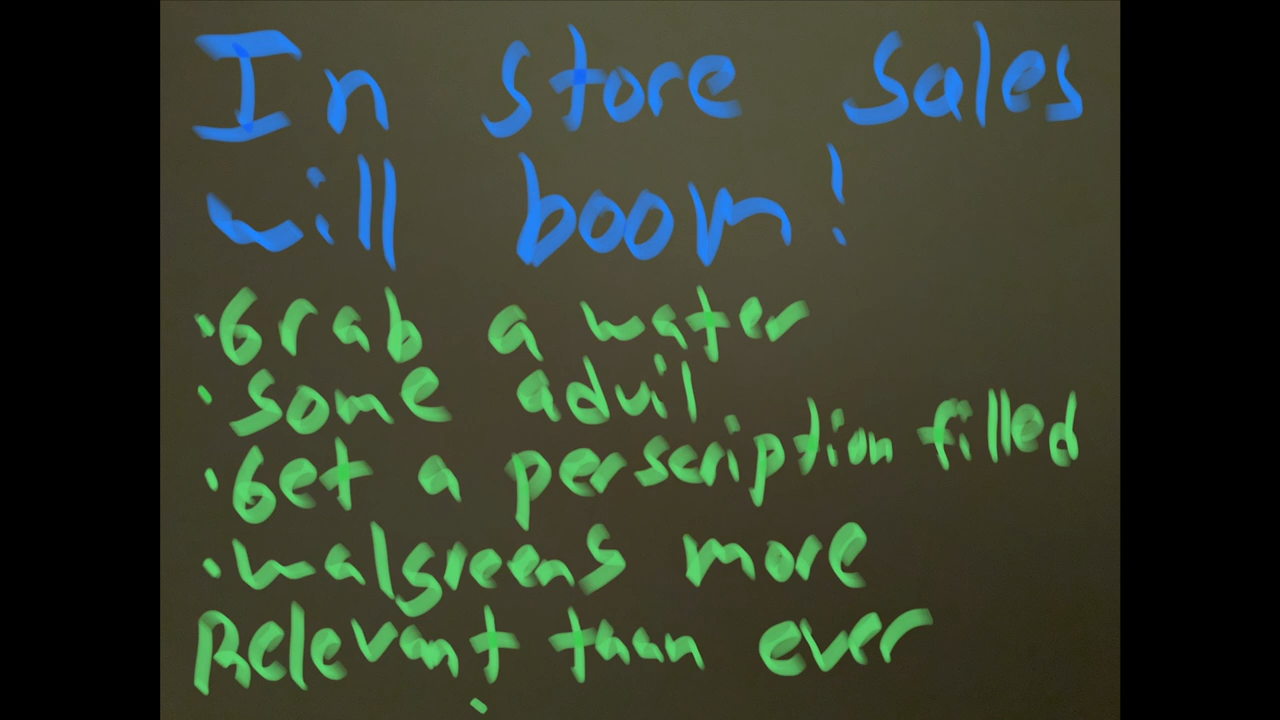 In store sales
will boom!
· Grab a water
· Some advil
· Get a perscription filled
· walgreens more
Relevant than ever